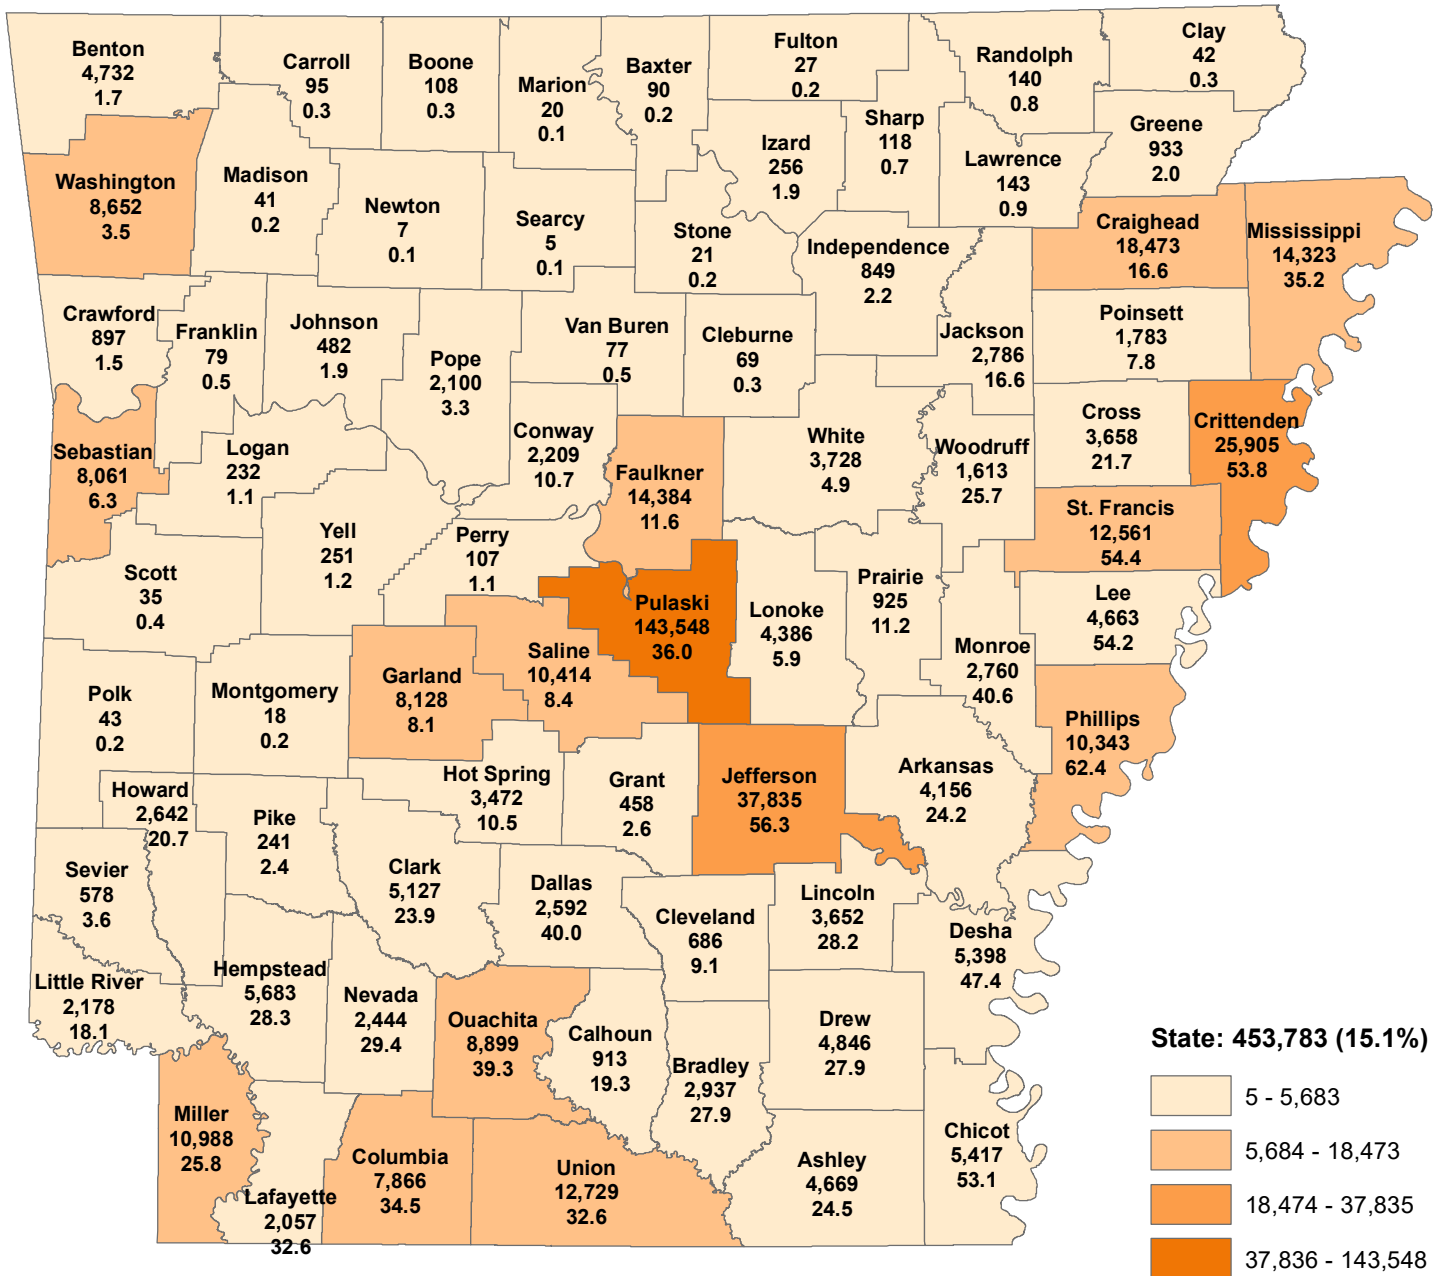 Benton
4,732
1.7
Carroll
95
0.3
Boone
108
0.3
Marion
20
0.1
Baxter
90
0.2
Fulton
27
0.2
Randolph
140
0.8
Clay
42
0.3
Washington
8,652
3.5
Madison
41
0.2
Newton
7
0.1
Searcy
5
0.1
Stone
21
0.2
Izard
256
1.9
Sharp
118
0.7
Lawrence
143
0.9
Greene
933
2.0
Independence
849
2.2
Craighead
18,473
16.6
Mississippi
14,323
35.2
Crawford
897
1.5
Franklin
79
0.5
Johnson
482
1.9
Pope
2,100
3.3
Van Buren
77
0.5
Cleburne
69
0.3
Jackson
2,786
16.6
Poinsett
1,783
7.8
Sebastian
8,061
6.3
Logan
232
1.1
Conway
2,209
10.7
Faulkner
14,384
11.6
White
3,728
4.9
Woodruff
1,613
25.7
Cross
3,658
21.7
Crittenden
25,905
53.8
Scott
35
0.4
Yell
251
1.2
Perry
107
1.1
Pulaski
143,548
36.0
Lonoke
4,386
5.9
Prairie
925
11.2
St. Francis
12,561
54.4
Lee
4,663
54.2
Monroe
2,760
40.6
Polk
43
0.2
Montgomery
18
0.2
Garland
8,128
8.1
Saline
10,414
8.4
Phillips
10,343
62.4
Howard
2,642
20.7
Pike
241
2.4
Hot Spring
3,472
10.5
Grant
458
2.6
Jefferson
37,835
56.3
Arkansas
4,156
24.2
Sevier
578
3.6
Clark
5,127
23.9
Dallas
2,592
40.0
Cleveland
686
9.1
Lincoln
3,652
28.2
Desha
5,398
47.4
Little River
2,178
18.1
Hempstead
5,683
28.3
Nevada
2,444
29.4
Ouachita
8,899
39.3
Calhoun
913
19.3
Bradley
2,937
27.9
Drew
4,846
27.9
Miller
10,988
25.8
Lafayette
2,057
32.6
Columbia
7,866
34.5
Union
12,729
32.6
Ashley
4,669
24.5
Chicot
5,417
53.1
State: 453,783 (15.1%)
5 - 5,683
5,684 - 18,473
18,474 - 37,835
37,836 - 143,548